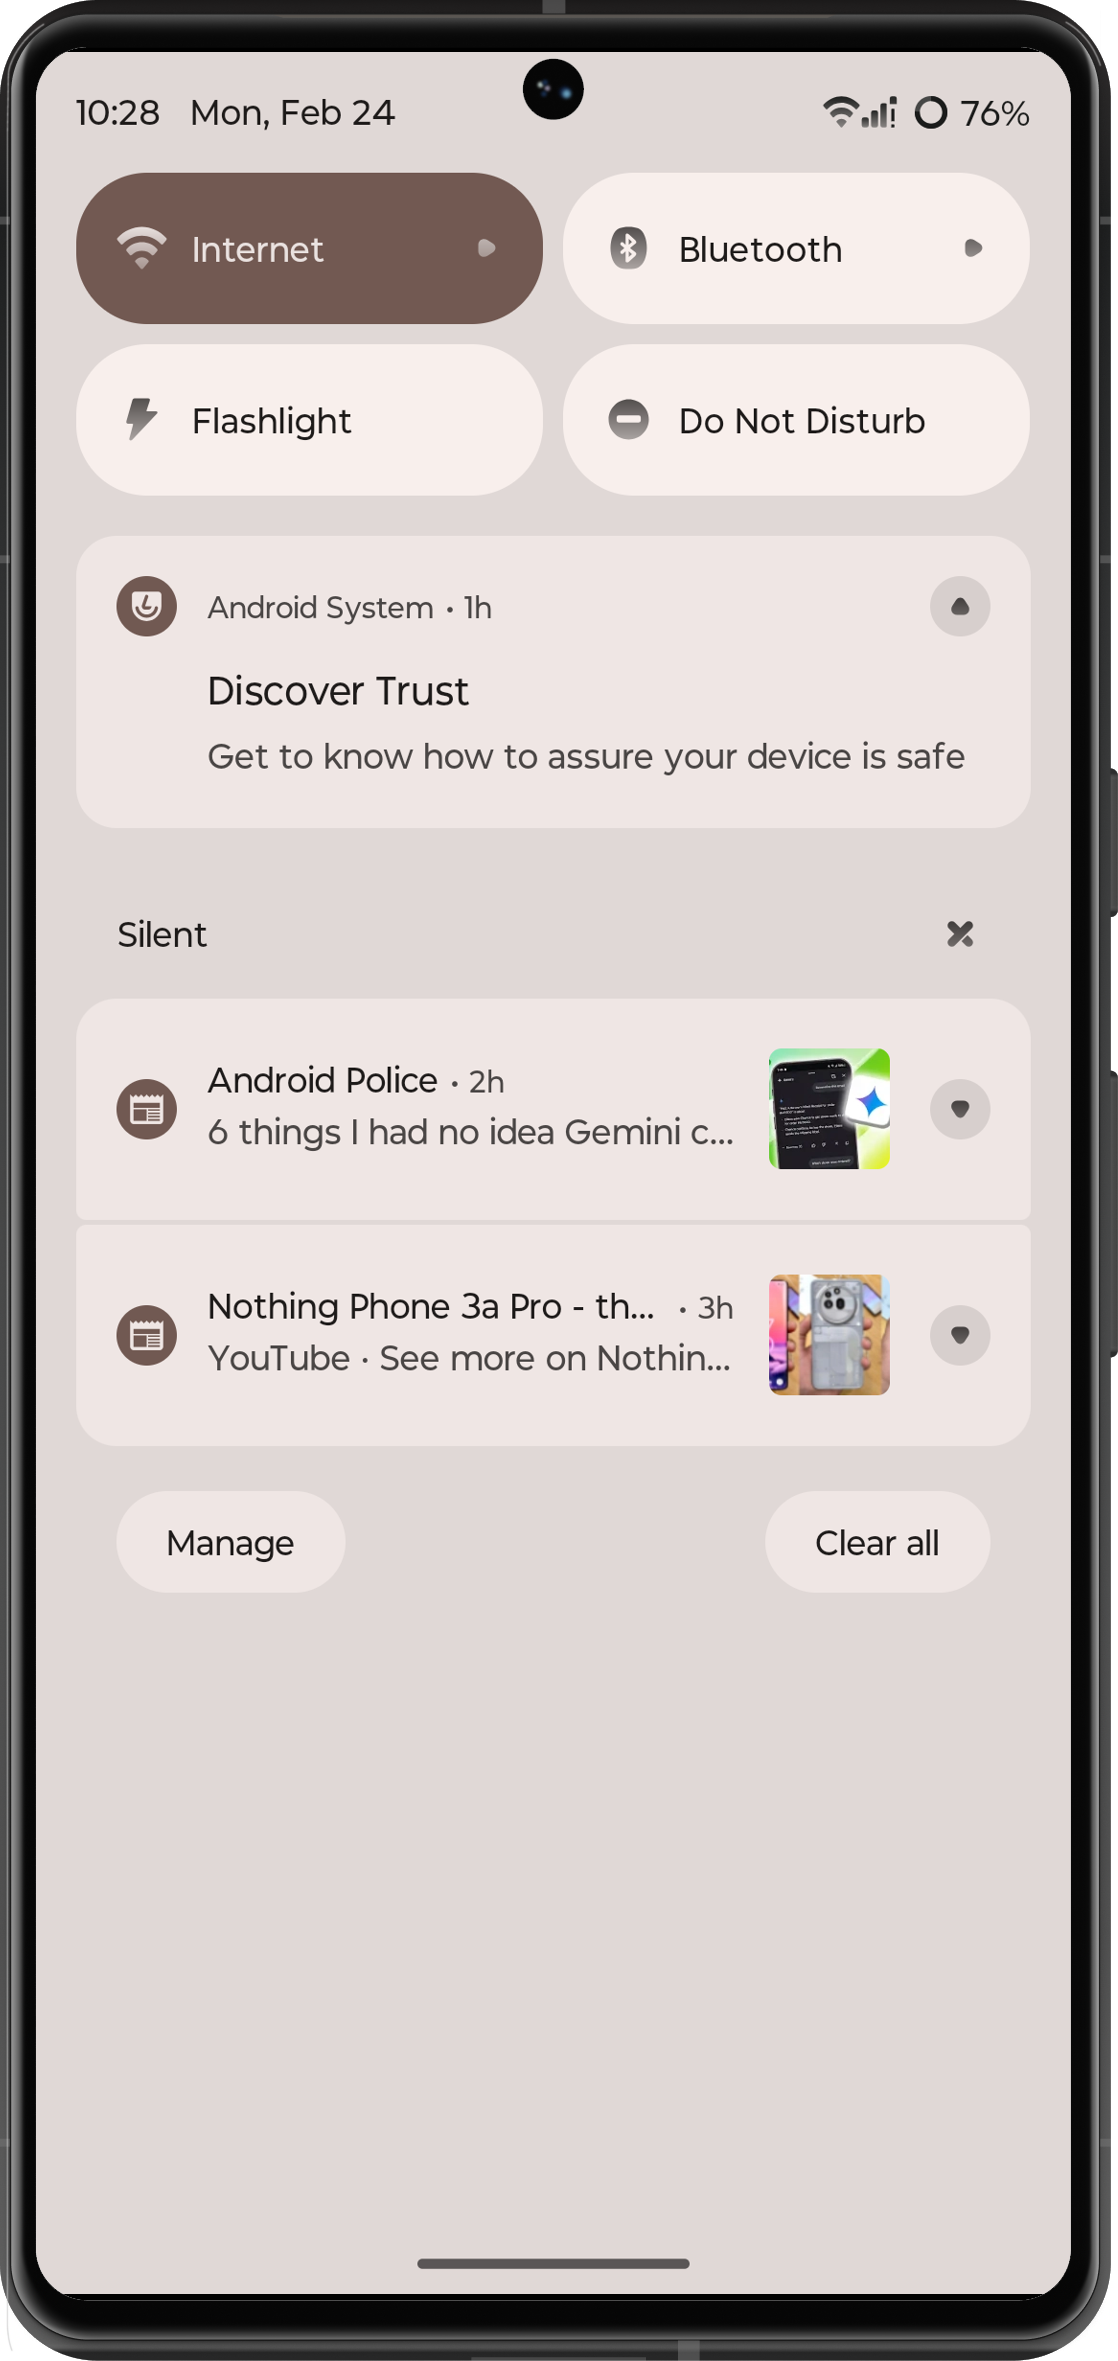 10:28 Mon, Feb 24 76%
Internet
Bluetooth
Flashlight
Do Not Disturb
Android System • 1h
Discover Trust
Get to know how to assure your device is safe
Silent
Android Police • 2h
6 things I had no idea Gemini c...
Nothing Phone 3a Pro - th... • 3h
YouTube · See more on Nothin...
Manage
Clear all